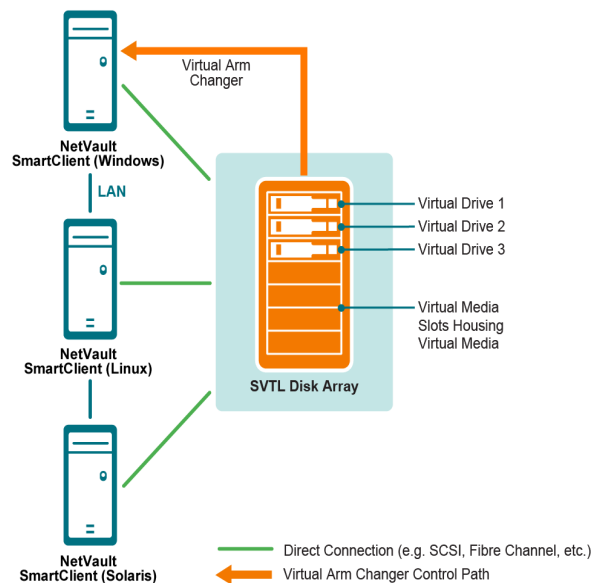 Virtual Arm
Changer
NetVault
SmartClient (Windows)
LAN
Virtual Drive 1
Virtual Drive 2
Virtual Drive 3
Virtual Media
Slots Housing
Virtual Media
NetVault
SmartClient (Linux)
SVTL Disk Array
NetVault
SmartClient (Solaris)
Direct Connection (e.g. SCSI, Fibre Channel, etc.)
Virtual Arm Changer Control Path